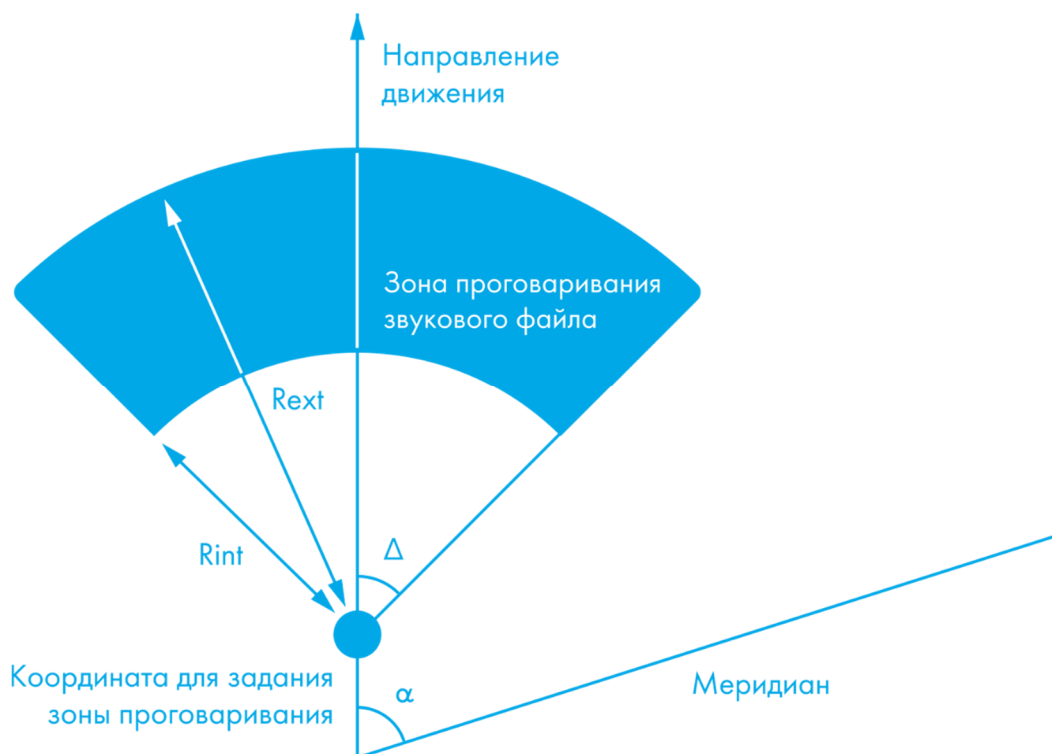 Направление
движения
Зона проговаривания
звукового файла
Rext
Rint
Δ
Координата для задания
зоны проговаривания
α
Меридиан